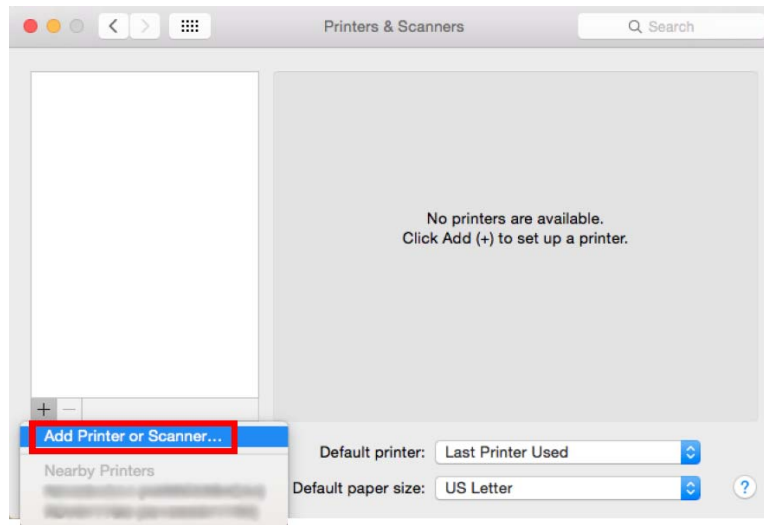 Printers & Scanners
Search
No printers are available.
Click Add (+) to set up a printer.
Add Printer or Scanner...
Nearby Printers
Default printer: Last Printer Used
Default paper size: US Letter
?